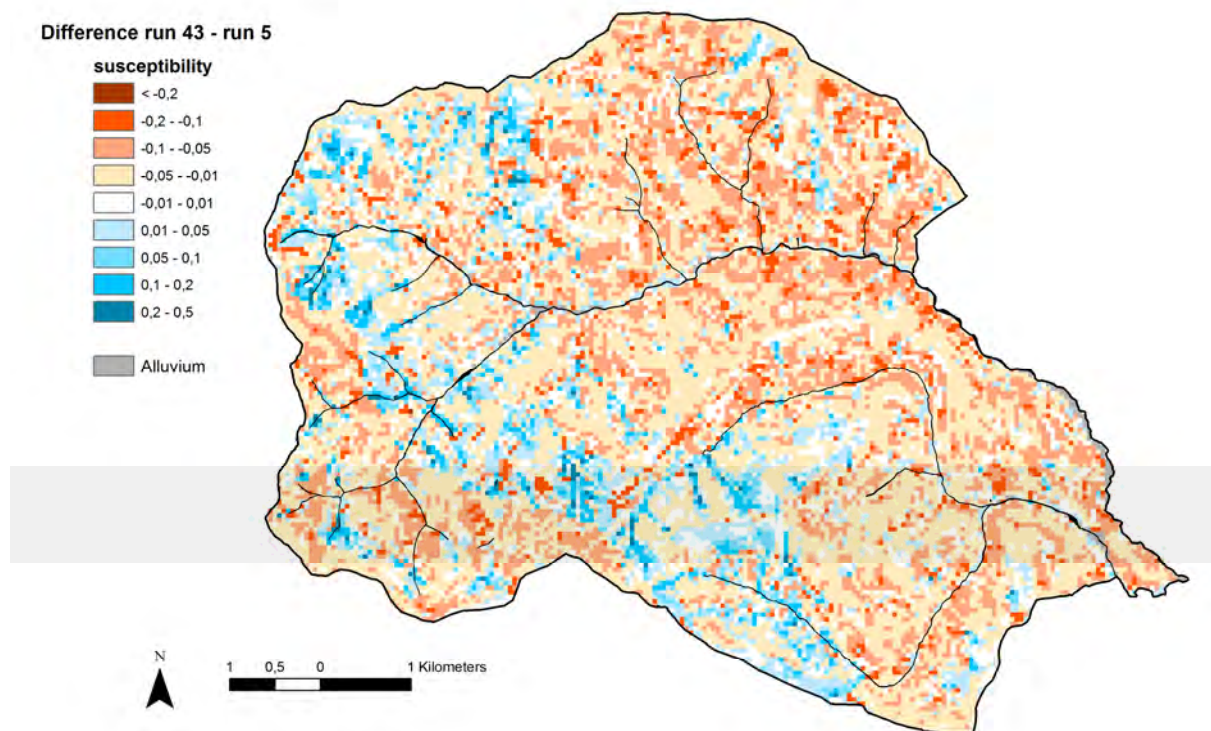 Difference run 43 - run 5
susceptibility
< -0,2
-0,2 - -0,1
-0,1 - -0,05
-0,05 - -0,01
-0,01 - 0,01
0,01 - 0,05
0,05 - 0,1
0,1 - 0,2
0,2 - 0,5
Alluvium
N
1 0,5 0 1 Kilometers